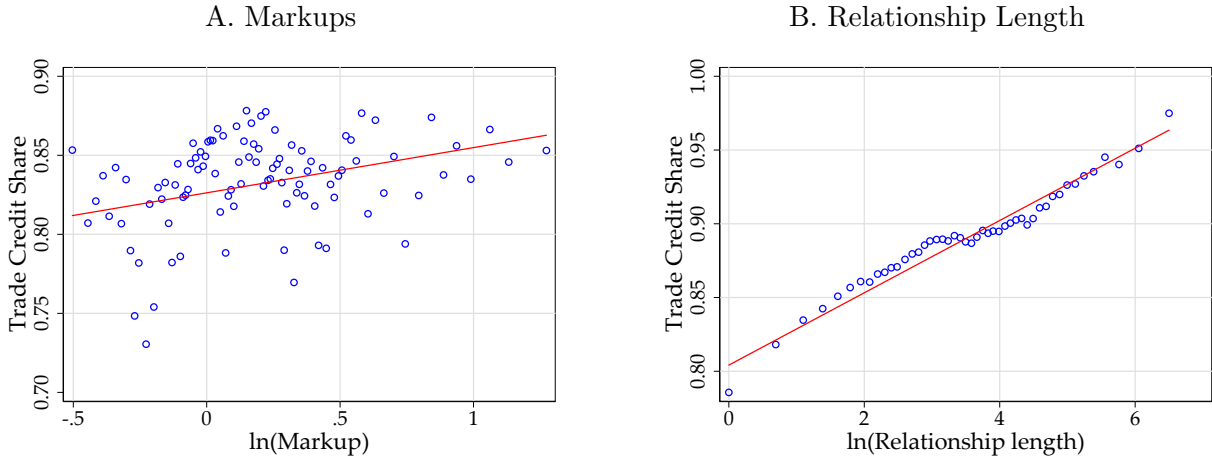 A. Markups
Trade Credit Share
0.90
0.85
0.80
0.75
0.70
-.5 0 .5 1
ln(Markup)
B. Relationship Length
Trade Credit Share
1.00
0.95
0.90
0.85
0.80
0 2 4 6
ln(Relationship length)